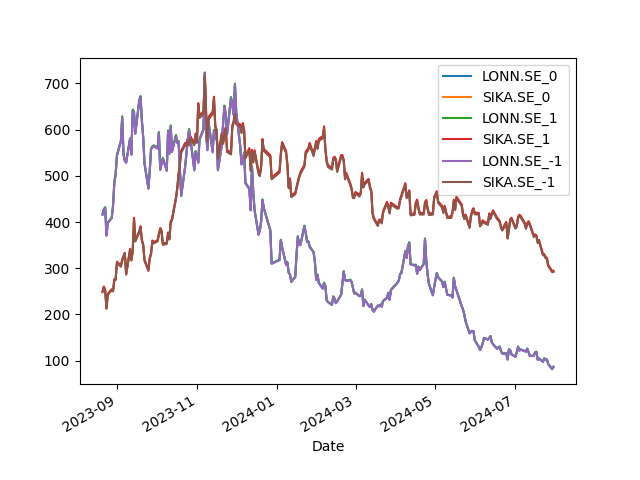 700
600
500
400
300
200
100
2023-09
2023-11
2024-01
2024-03
2024-05
2024-07
Date
LONN.SE_0
SIKA.SE_0
LONN.SE_1
SIKA.SE_1
LONN.SE_-1
SIKA.SE_-1